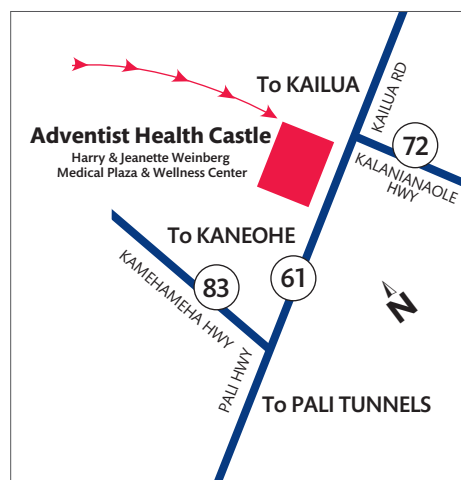 To KAILUA
KAILUA RD
Adventist Health Castle
Harry & Jeanette Weinberg
Medical Plaza & Wellness Center
72
KALANIANAOLE
HWY
To KANEOHE
83
61
KAMEHAMEHA HWY
N
PALI HWY
To PALI TUNNELS